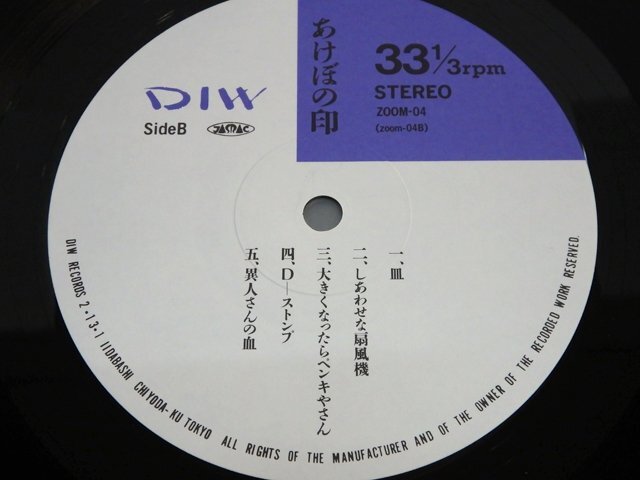 あけぼの印
33 1/3rpm
STEREO
ZOOM-04
(zoom-04B)
DIW
SideB
JASRAC
一、皿
二、しあわせな扇風機
三、大きくなったらペンキやさん
四、D—ストンプ
五、異人さんの血
DIW RECORDS 2-13-1 IIDABASHI CHIYODA-KU TOKYO ALL RIGHTS OF THE MANUFACTURER AND OF THE OWNER OF THE RECORDED WORK RESERVED.